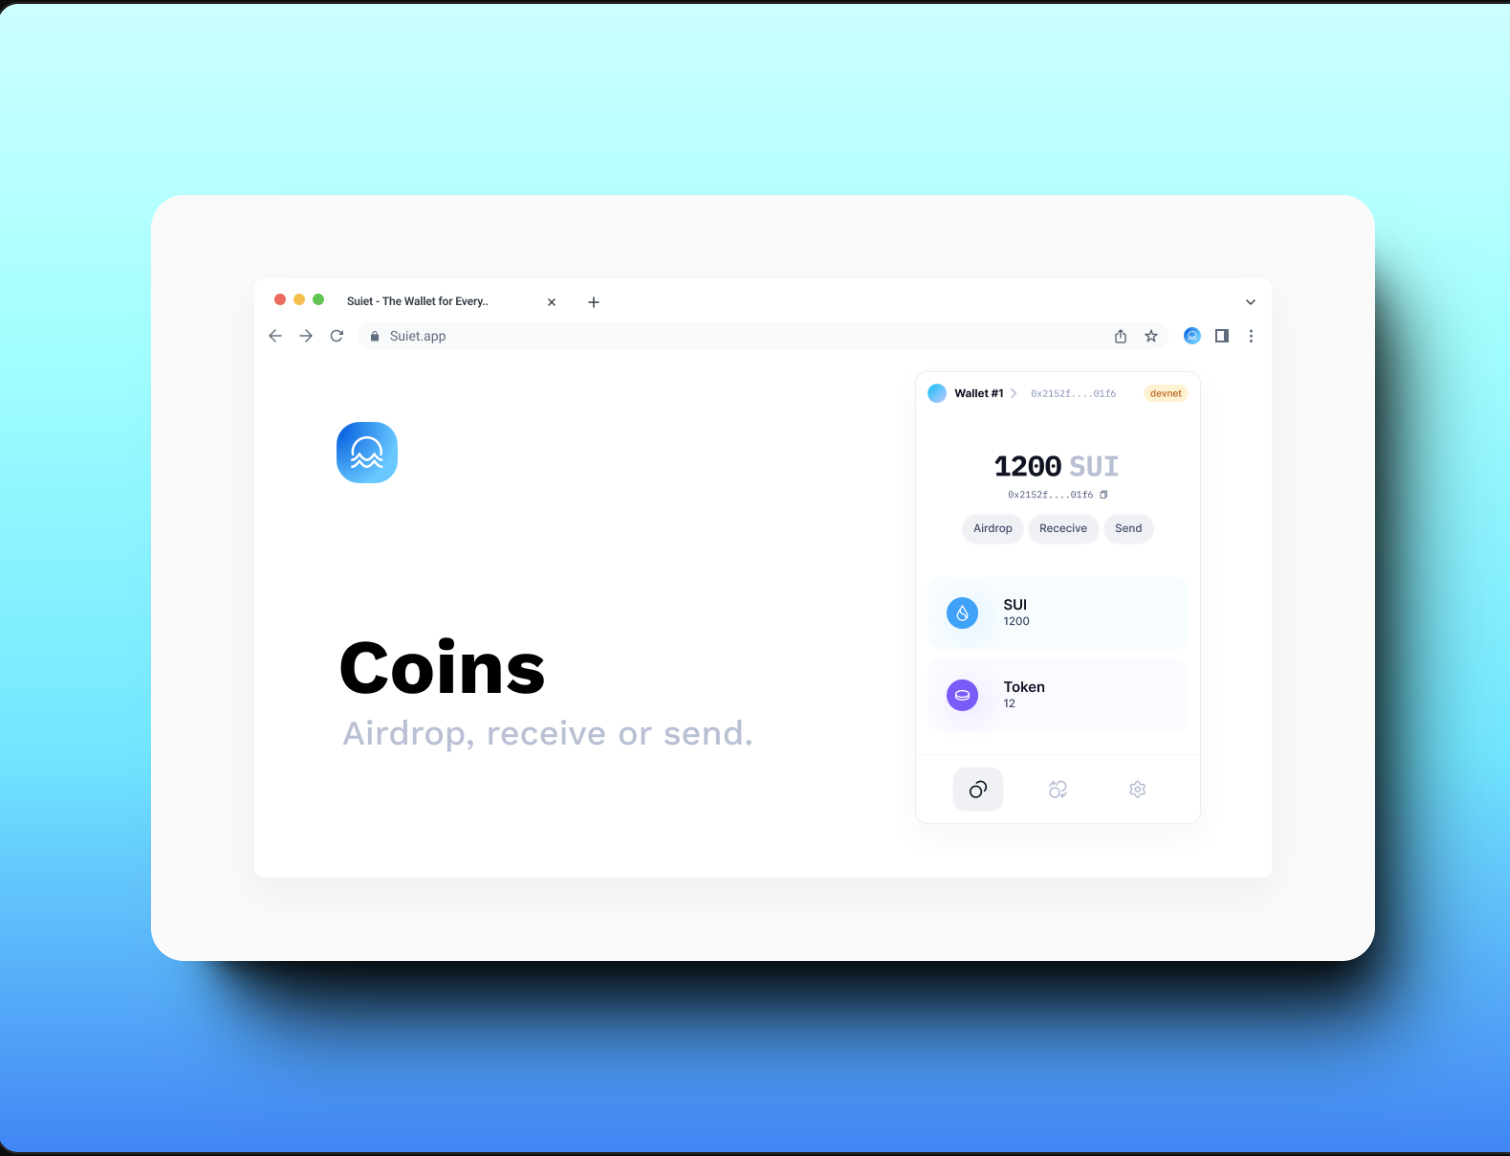 Suiet - The Wallet for Every..
Suiet.app
Wallet #1 0x2152f....01f6 devnet
1200 SUI
0x2152f....01f6
Airdrop Rececive Send
SUI
1200
Token
12
Coins
Airdrop, receive or send.